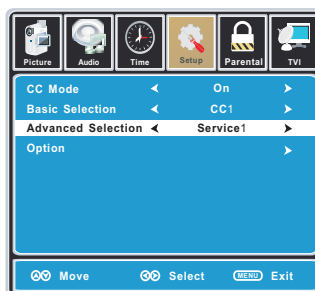 Picture Audio Time Setup Parental TVI
CC Mode On
Basic Selection CC1
Advanced Selection Service1
Option
Move Select MENU Exit